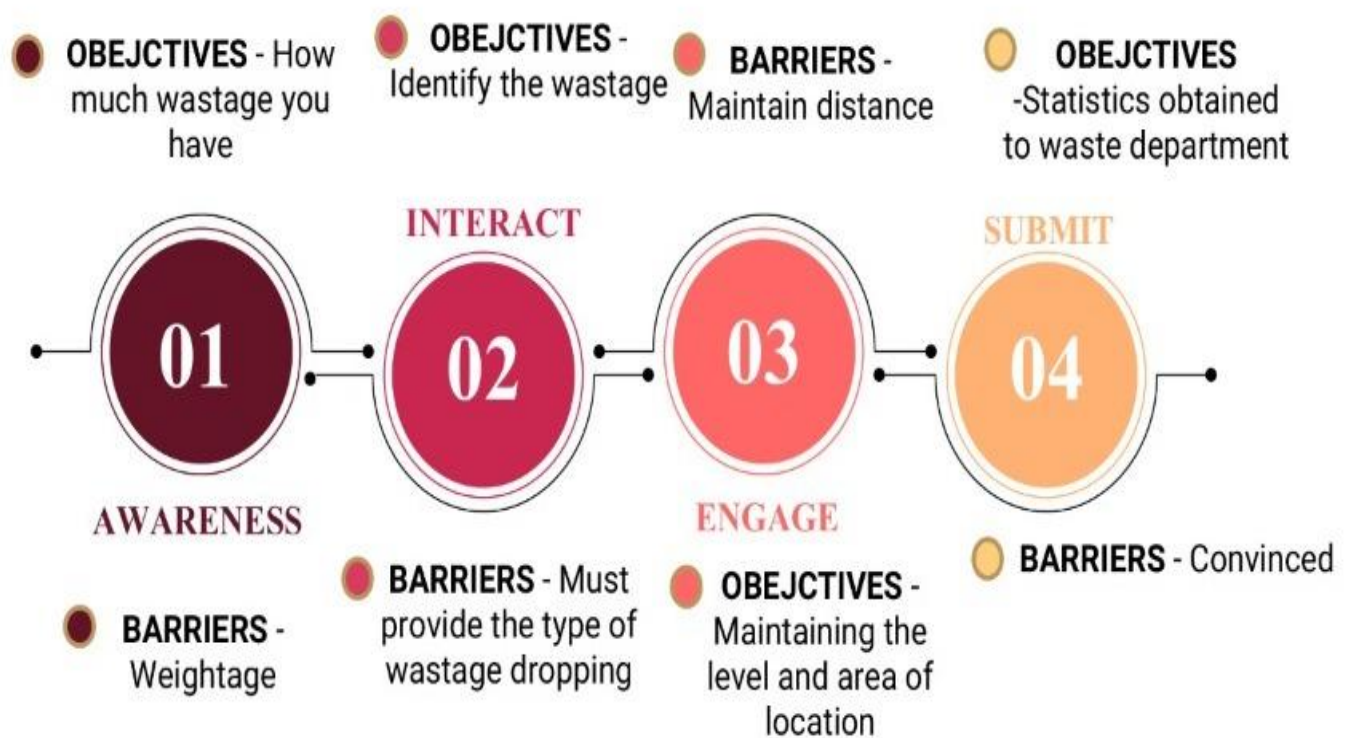 OBEJCTIVES - How
much wastage you
have
OBEJCTIVES -
Identify the wastage
BARRIERS -
Maintain distance
OBEJCTIVES
-Statistics obtained
to waste department
01
AWARENESS
INTERACT
02
03
ENGAGE
SUBMIT
04
BARRIERS -
Weightage
BARRIERS - Must
provide the type of
wastage dropping
OBEJCTIVES -
Maintaining the
level and area of
location
BARRIERS - Convinced